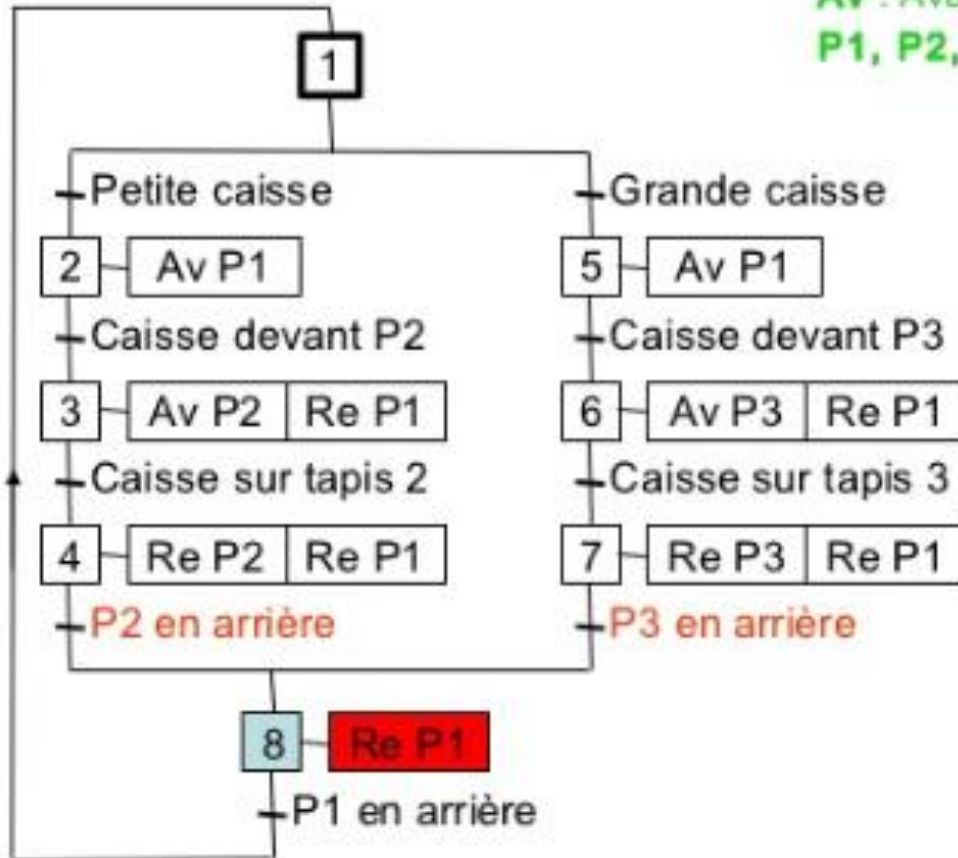 Av :
P1, P2,
1
Petite caisse
Grande caisse
2 Av P1
5 Av P1
Caisse devant P2
Caisse devant P3
3 Av P2 Re P1
6 Av P3 Re P1
Caisse sur tapis 2
Caisse sur tapis 3
4 Re P2 Re P1
7 Re P3 Re P1
P2 en arrière
P3 en arrière
8 Re P1
P1 en arrière